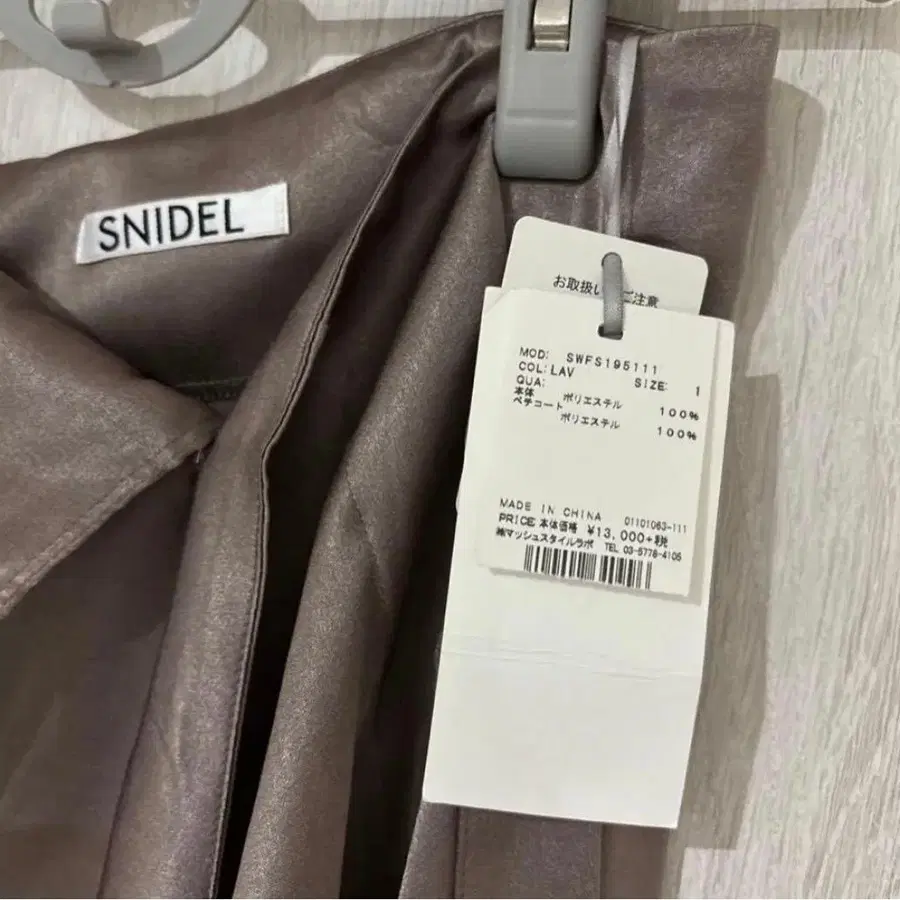 SNIDEL
お取扱い ご注意
MOD: SWFS195111
COL:LAV SIZE: 1
QUA:
本体 ポリエステル 100%
ペチコート
ポリエステル 100%
MADE IN CHINA 01101063-111
PRICE 本体価格 ¥13,000+税
㈱マッシュスタイルラボ TEL 03-5778-4105